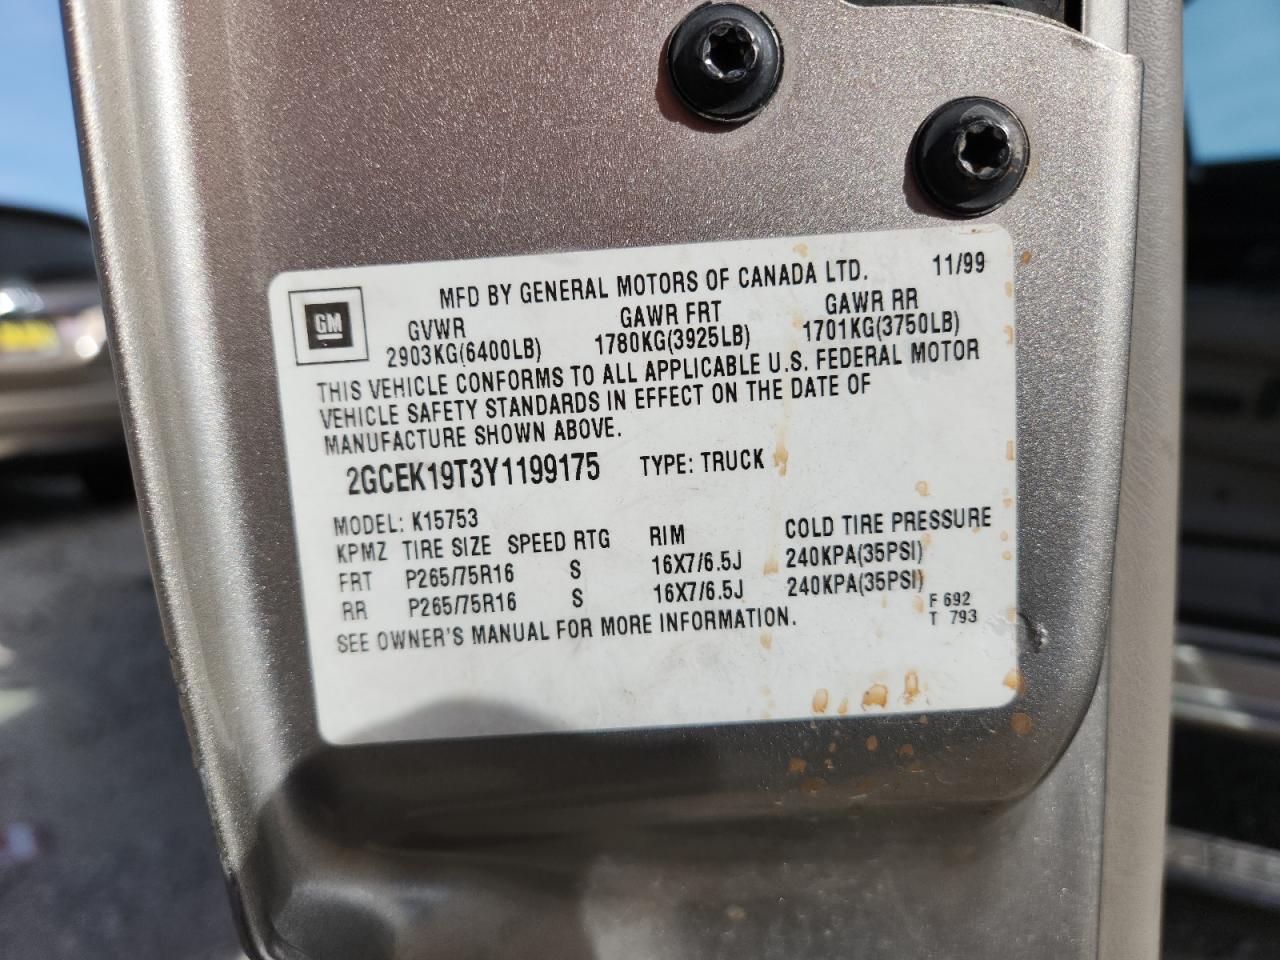 GM
MFD BY GENERAL MOTORS OF CANADA LTD. 11/99
GVWR GAWR FRT GAWR RR
2903KG(6400LB) 1780KG(3925LB) 1701KG(3750LB)
THIS VEHICLE CONFORMS TO ALL APPLICABLE U.S. FEDERAL MOTOR
VEHICLE SAFETY STANDARDS IN EFFECT ON THE DATE OF
MANUFACTURE SHOWN ABOVE.
2GCEK19T3Y1199175 TYPE: TRUCK
MODEL: K15753
KPMZ TIRE SIZE SPEED RTG RIM COLD TIRE PRESSURE
FRT P265/75R16 S 16X7/6.5J 240KPA(35PSI)
RR P265/75R16 S 16X7/6.5J 240KPA(35PSI)
SEE OWNER'S MANUAL FOR MORE INFORMATION.
F 692
T 793